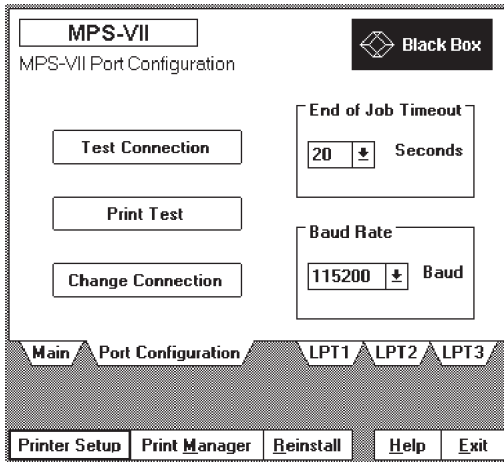 MPS-VII
Black Box
MPS-VII Port Configuration
End of Job Timeout
Test Connection
20 Seconds
Print Test
Baud Rate
Change Connection
115200 Baud
Main Port Configuration LPT1 LPT2 LPT3
Printer Setup Print Manager Reinstall Help Exit